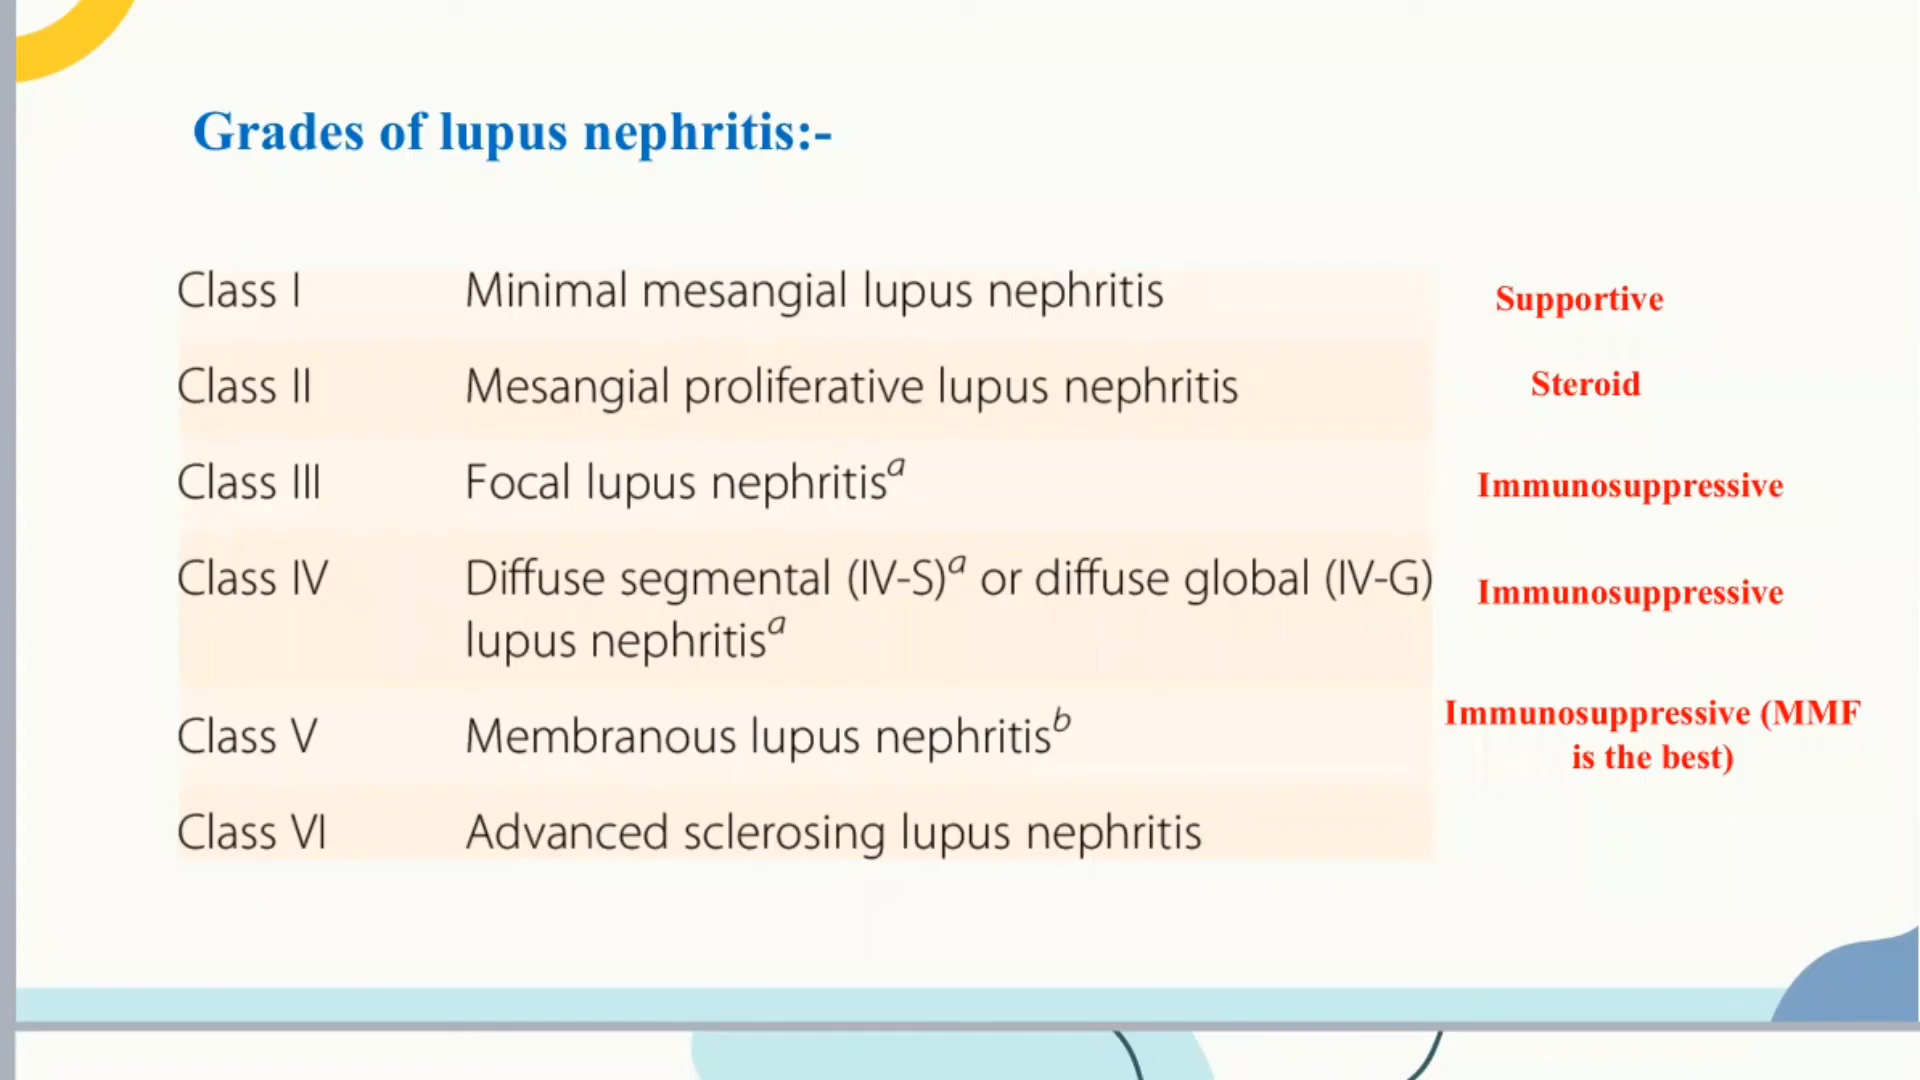 Grades of lupus nephritis:-
Class I Minimal mesangial lupus nephritis Supportive
Class II Mesangial proliferative lupus nephritis Steroid
Class III Focal lupus nephritisᵃ Immunosuppressive
Class IV Diffuse segmental (IV-S)ᵃ or diffuse global (IV-G) Immunosuppressive
lupus nephritisᵃ
Class V Membranous lupus nephritisᵇ Immunosuppressive (MMF
is the best)
Class VI Advanced sclerosing lupus nephritis